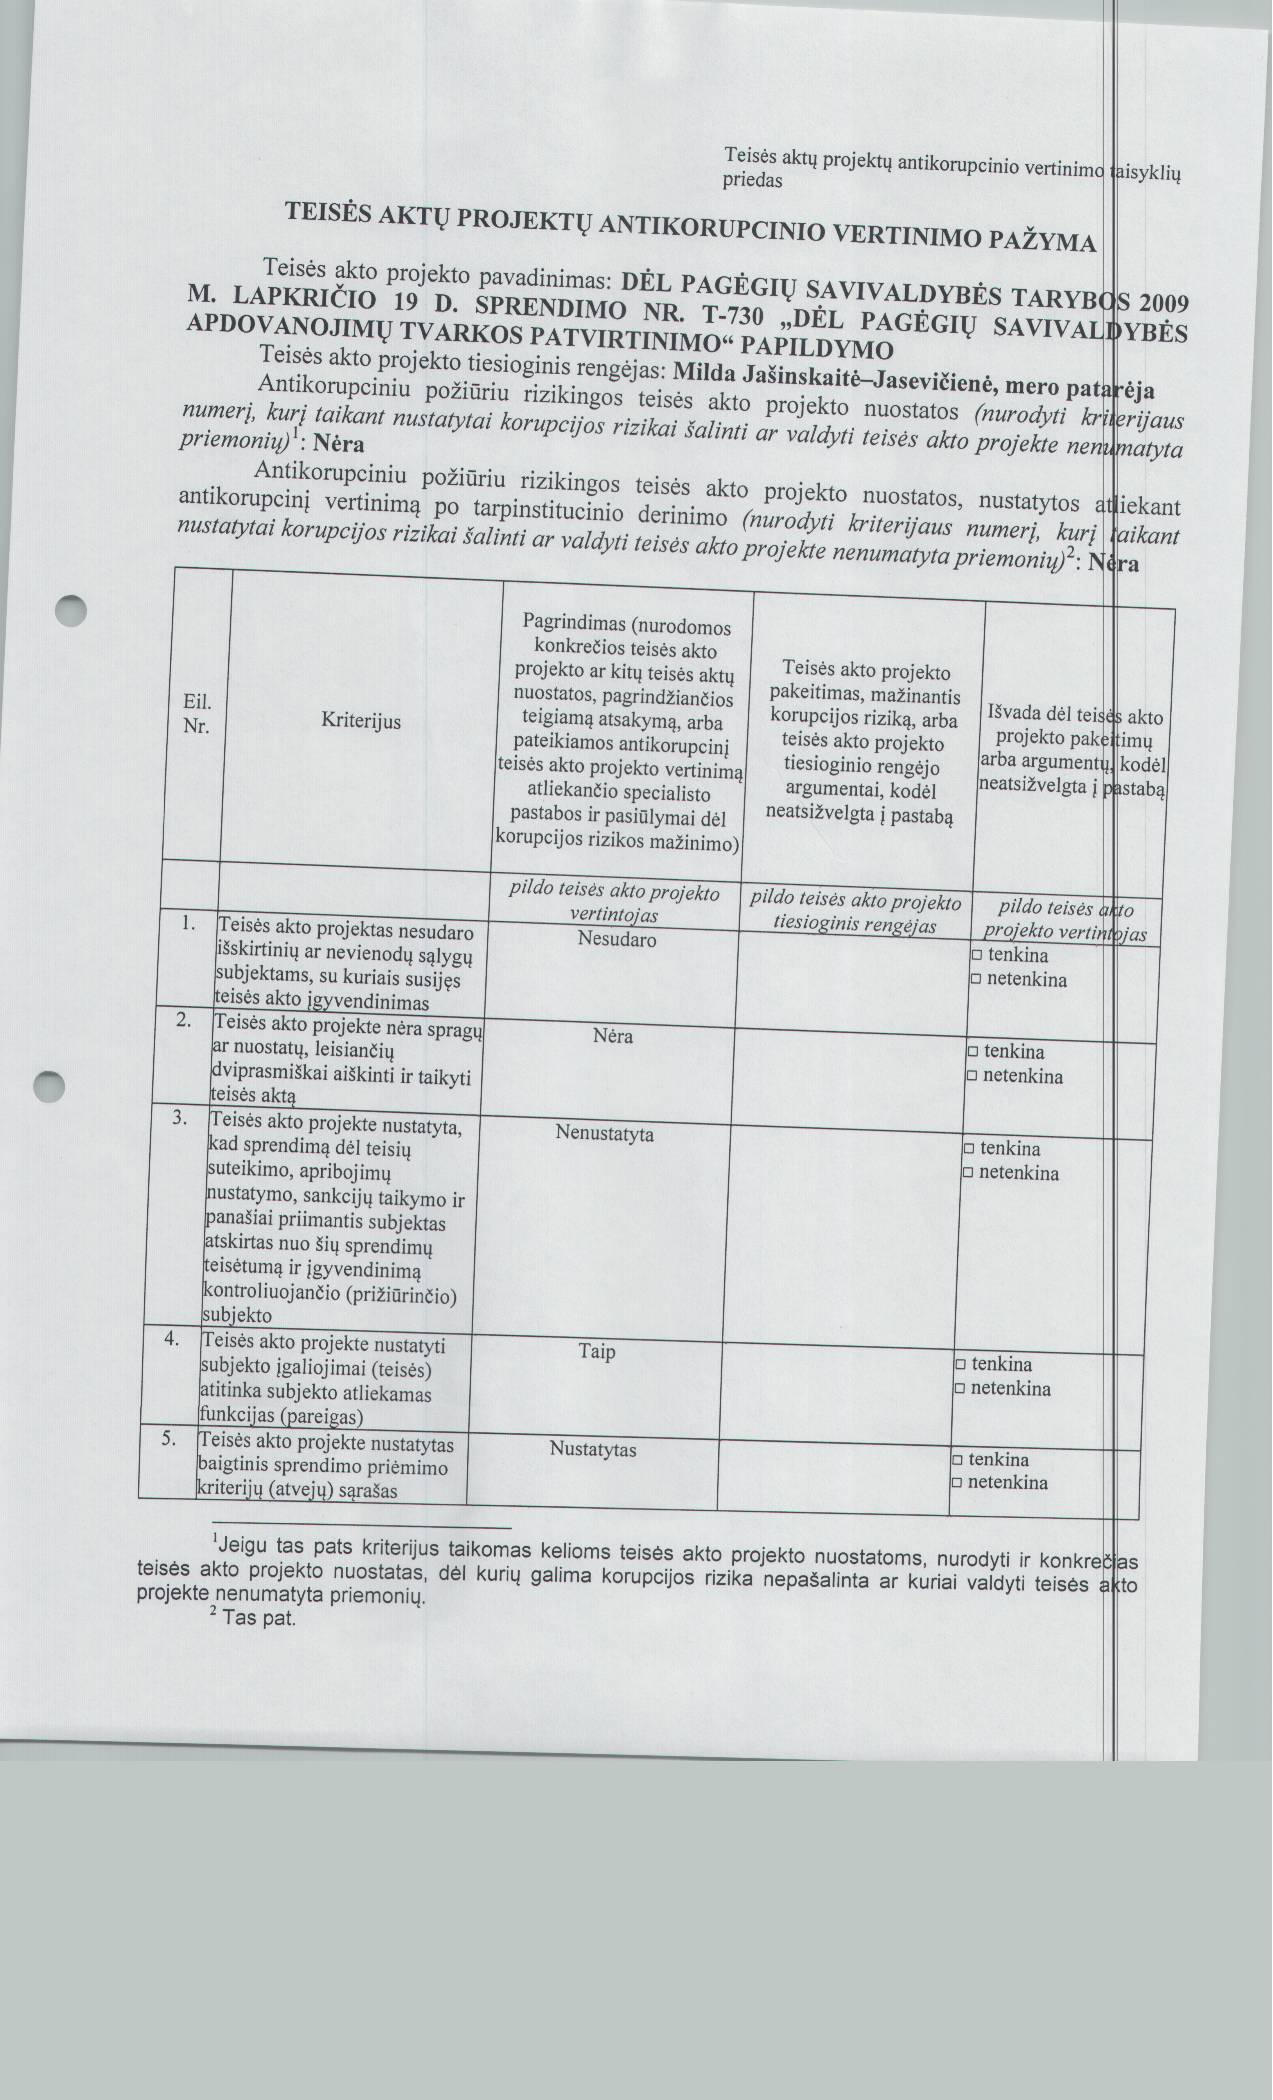 Teisės aktų projektų antikorupcinio vertinimo taisyklių
priedas
TEISĖS AKTŲ PROJEKTŲ ANTIKORUPCINIO VERTINIMO PAŽYMA
Teisės akto projekto pavadinimas: DĖL PAGĖGIŲ SAVIVALDYBĖS TARYBOS 2009
M. LAPKRIČIO 19 D. SPRENDIMO NR. T-730 „DĖL PAGĖGIŲ SAVIVALDYBĖS
APDOVANOJIMŲ TVARKOS PATVIRTINIMO“ PAPILDYMO
Teisės akto projekto tiesioginis rengėjas: Milda Jašinskaitė–Jasevičienė, mero patarėja
Antikorupciniu požiūriu rizikingos teisės akto projekto nuostatos (nurodyti kriterijaus
numerį, kurį taikant nustatytai korupcijos rizikai šalinti ar valdyti teisės akto projekte nenumatyta
priemonių)1: Nėra
Antikorupciniu požiūriu rizikingos teisės akto projekto nuostatos, nustatytos atliekant
antikorupcinį vertinimą po tarpinstitucinio derinimo (nurodyti kriterijaus numerį, kurį taikant
nustatytai korupcijos rizikai šalinti ar valdyti teisės akto projekte nenumatyta priemonių)2: Nėra
Eil.
Nr.
Kriterijus
Pagrindimas (nurodomos
konkrečios teisės akto
projekto ar kitų teisės aktų
nuostatos, pagrindžiančios
teigiamą atsakymą, arba
pateikiamos antikorupcinį
teisės akto projekto vertinimą
atliekančio specialisto
pastabos ir pasiūlymai dėl
korupcijos rizikos mažinimo)
Teisės akto projekto
pakeitimas, mažinantis
korupcijos riziką, arba
teisės akto projekto
tiesioginio rengėjo
argumentai, kodėl
neatsižvelgta į pastabą
Išvada dėl teisės akto
projekto pakeitimų
arba argumentų, kodėl
neatsižvelgta į pastabą
pildo teisės akto projekto
vertintojas
pildo teisės akto projekto
tiesioginis rengėjas
pildo teisės akto
projekto vertintojas
1.
Teisės akto projektas nesudaro
išskirtinių ar nevienodų sąlygų
subjektams, su kuriais susijęs
teisės akto įgyvendinimas
Nesudaro
□ tenkina
□ netenkina
2.
Teisės akto projekte nėra spragų
ar nuostatų, leisiančių
dviprasmiškai aiškinti ir taikyti
teisės aktą
Nėra
□ tenkina
□ netenkina
3.
Teisės akto projekte nustatyta,
kad sprendimą dėl teisių
suteikimo, apribojimų
nustatymo, sankcijų taikymo ir
panašiai priimantis subjektas
atskirtas nuo šių sprendimų
teisėtumą ir įgyvendinimą
kontroliuojančio (prižiūrinčio)
subjekto
Nenustatyta
□ tenkina
□ netenkina
4.
Teisės akto projekte nustatyti
subjekto įgaliojimai (teisės)
atitinka subjekto atliekamas
funkcijas (pareigas)
Taip
□ tenkina
□ netenkina
5.
Teisės akto projekte nustatytas
baigtinis sprendimo priėmimo
kriterijų (atvejų) sąrašas
Nustatytas
□ tenkina
□ netenkina
1Jeigu tas pats kriterijus taikomas kelioms teisės akto projekto nuostatoms, nurodyti ir konkrečias
teisės akto projekto nuostatas, dėl kurių galima korupcijos rizika nepašalinta ar kuriai valdyti teisės akto
projekte nenumatyta priemonių.
2 Tas pat.